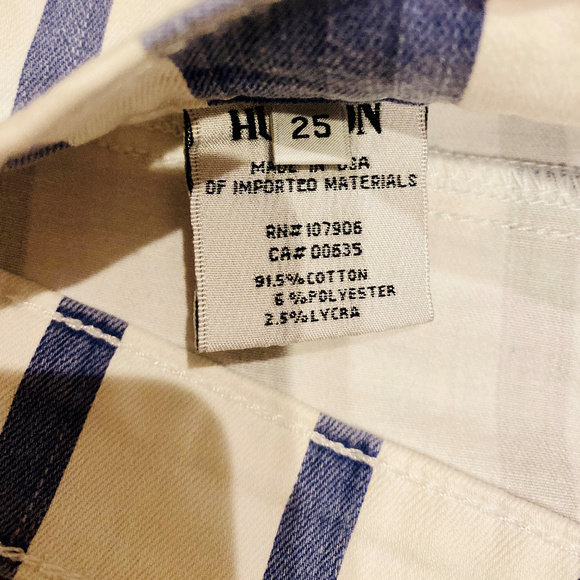 25
MADE IN USA
OF IMPORTED MATERIALS
RN# 107906
CA# 00635
91.5% COTTON
6 % POLYESTER
2.5% LYCRA